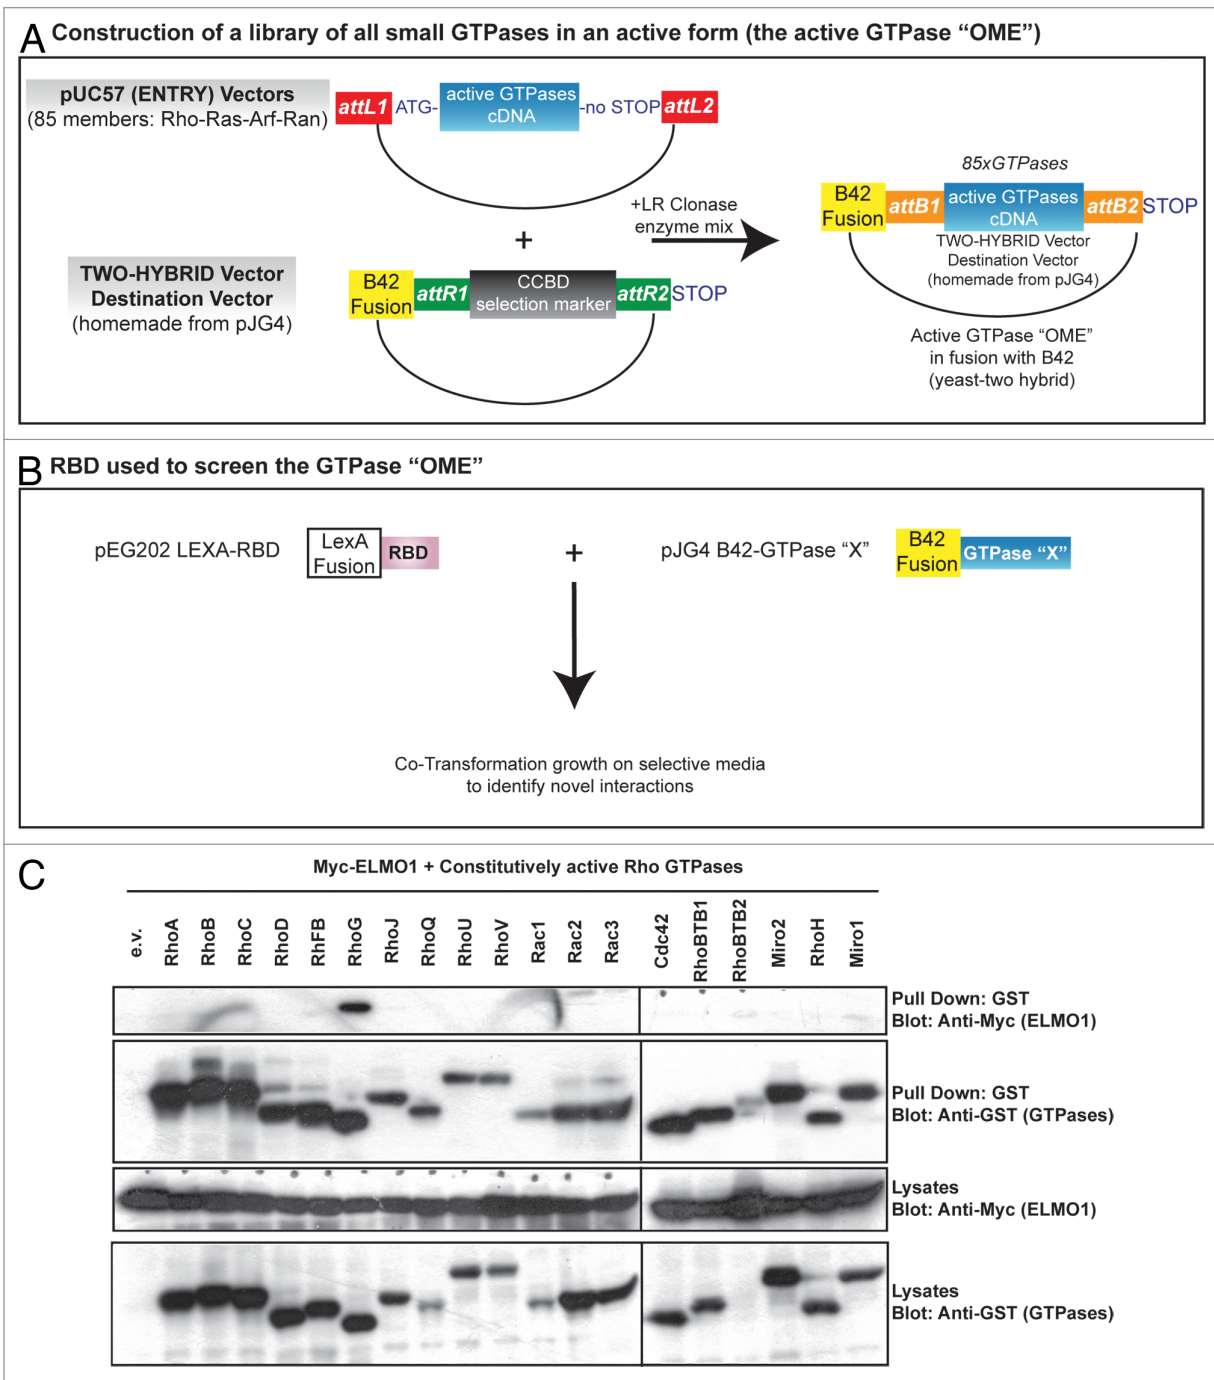 A Construction of a library of all small GTPases in an active form (the active GTPase “OME”)
pUC57 (ENTRY) Vectors
(85 members: Rho-Ras-Arf-Ran)
attL1 ATG- active GTPases cDNA -no STOP attL2
+
TWO-HYBRID Vector
Destination Vector
(homemade from pJG4)
B42 Fusion attR1 CCBD selection marker attR2 STOP
+LR Clonase
enzyme mix
85xGTPases
B42 Fusion attB1 active GTPases cDNA attB2 STOP
TWO-HYBRID Vector
Destination Vector
(homemade from pJG4)
Active GTPase “OME”
in fusion with B42
(yeast-two hybrid)
B RBD used to screen the GTPase “OME”
pEG202 LEXA-RBD
LexA Fusion RBD
+
pJG4 B42-GTPase “X”
B42 Fusion GTPase “X”
Co-Transformation growth on selective media
to identify novel interactions
C
Myc-ELMO1 + Constitutively active Rho GTPases
e.v. RhoA RhoB RhoC RhoD RhFB RhoG RhoJ RhoQ RhoU RhoV Rac1 Rac2 Rac3 Cdc42 RhoBTB1 RhoBTB2 Miro2 RhoH Miro1
Pull Down: GST
Blot: Anti-Myc (ELMO1)
Pull Down: GST
Blot: Anti-GST (GTPases)
Lysates
Blot: Anti-Myc (ELMO1)
Lysates
Blot: Anti-GST (GTPases)